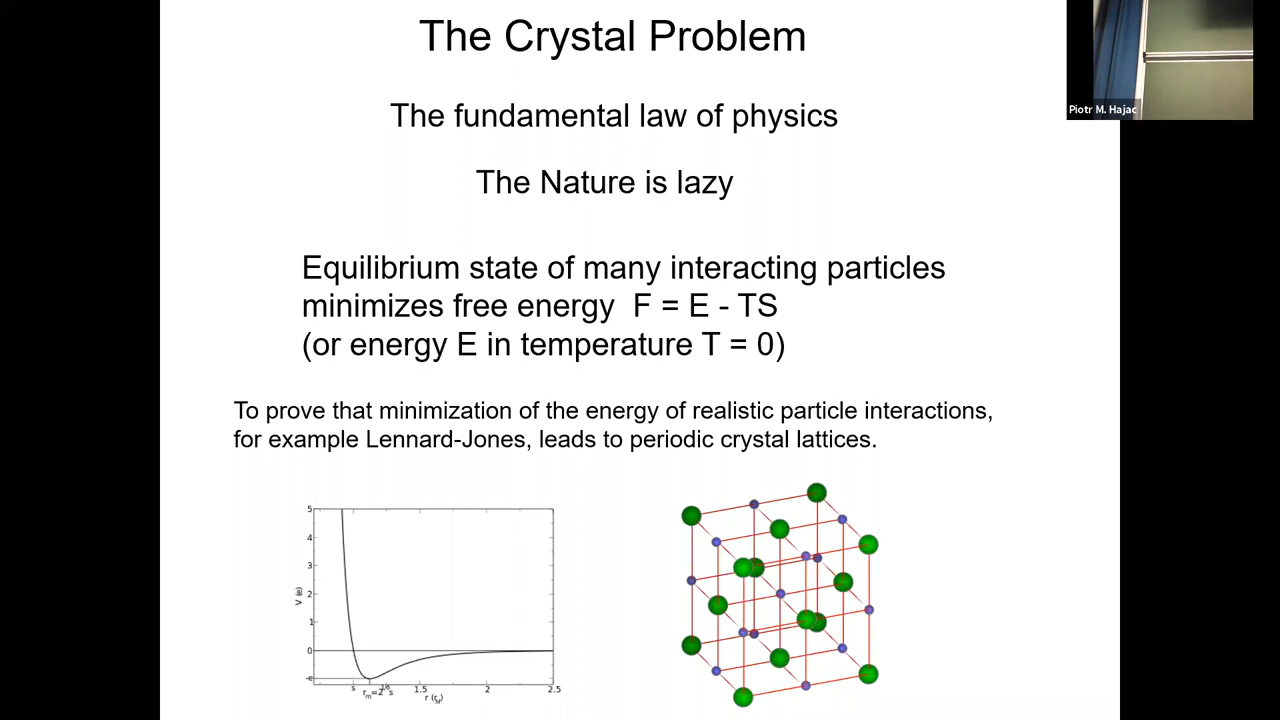 The Crystal Problem
Piotr M. Hajac
The fundamental law of physics
The Nature is lazy
Equilibrium state of many interacting particles
minimizes free energy F = E - TS
(or energy E in temperature T = 0)
To prove that minimization of the energy of realistic particle interactions,
for example Lennard-Jones, leads to periodic crystal lattices.
5
4
3
2
1
0
-e
V (e)
s
1.5
2
2.5